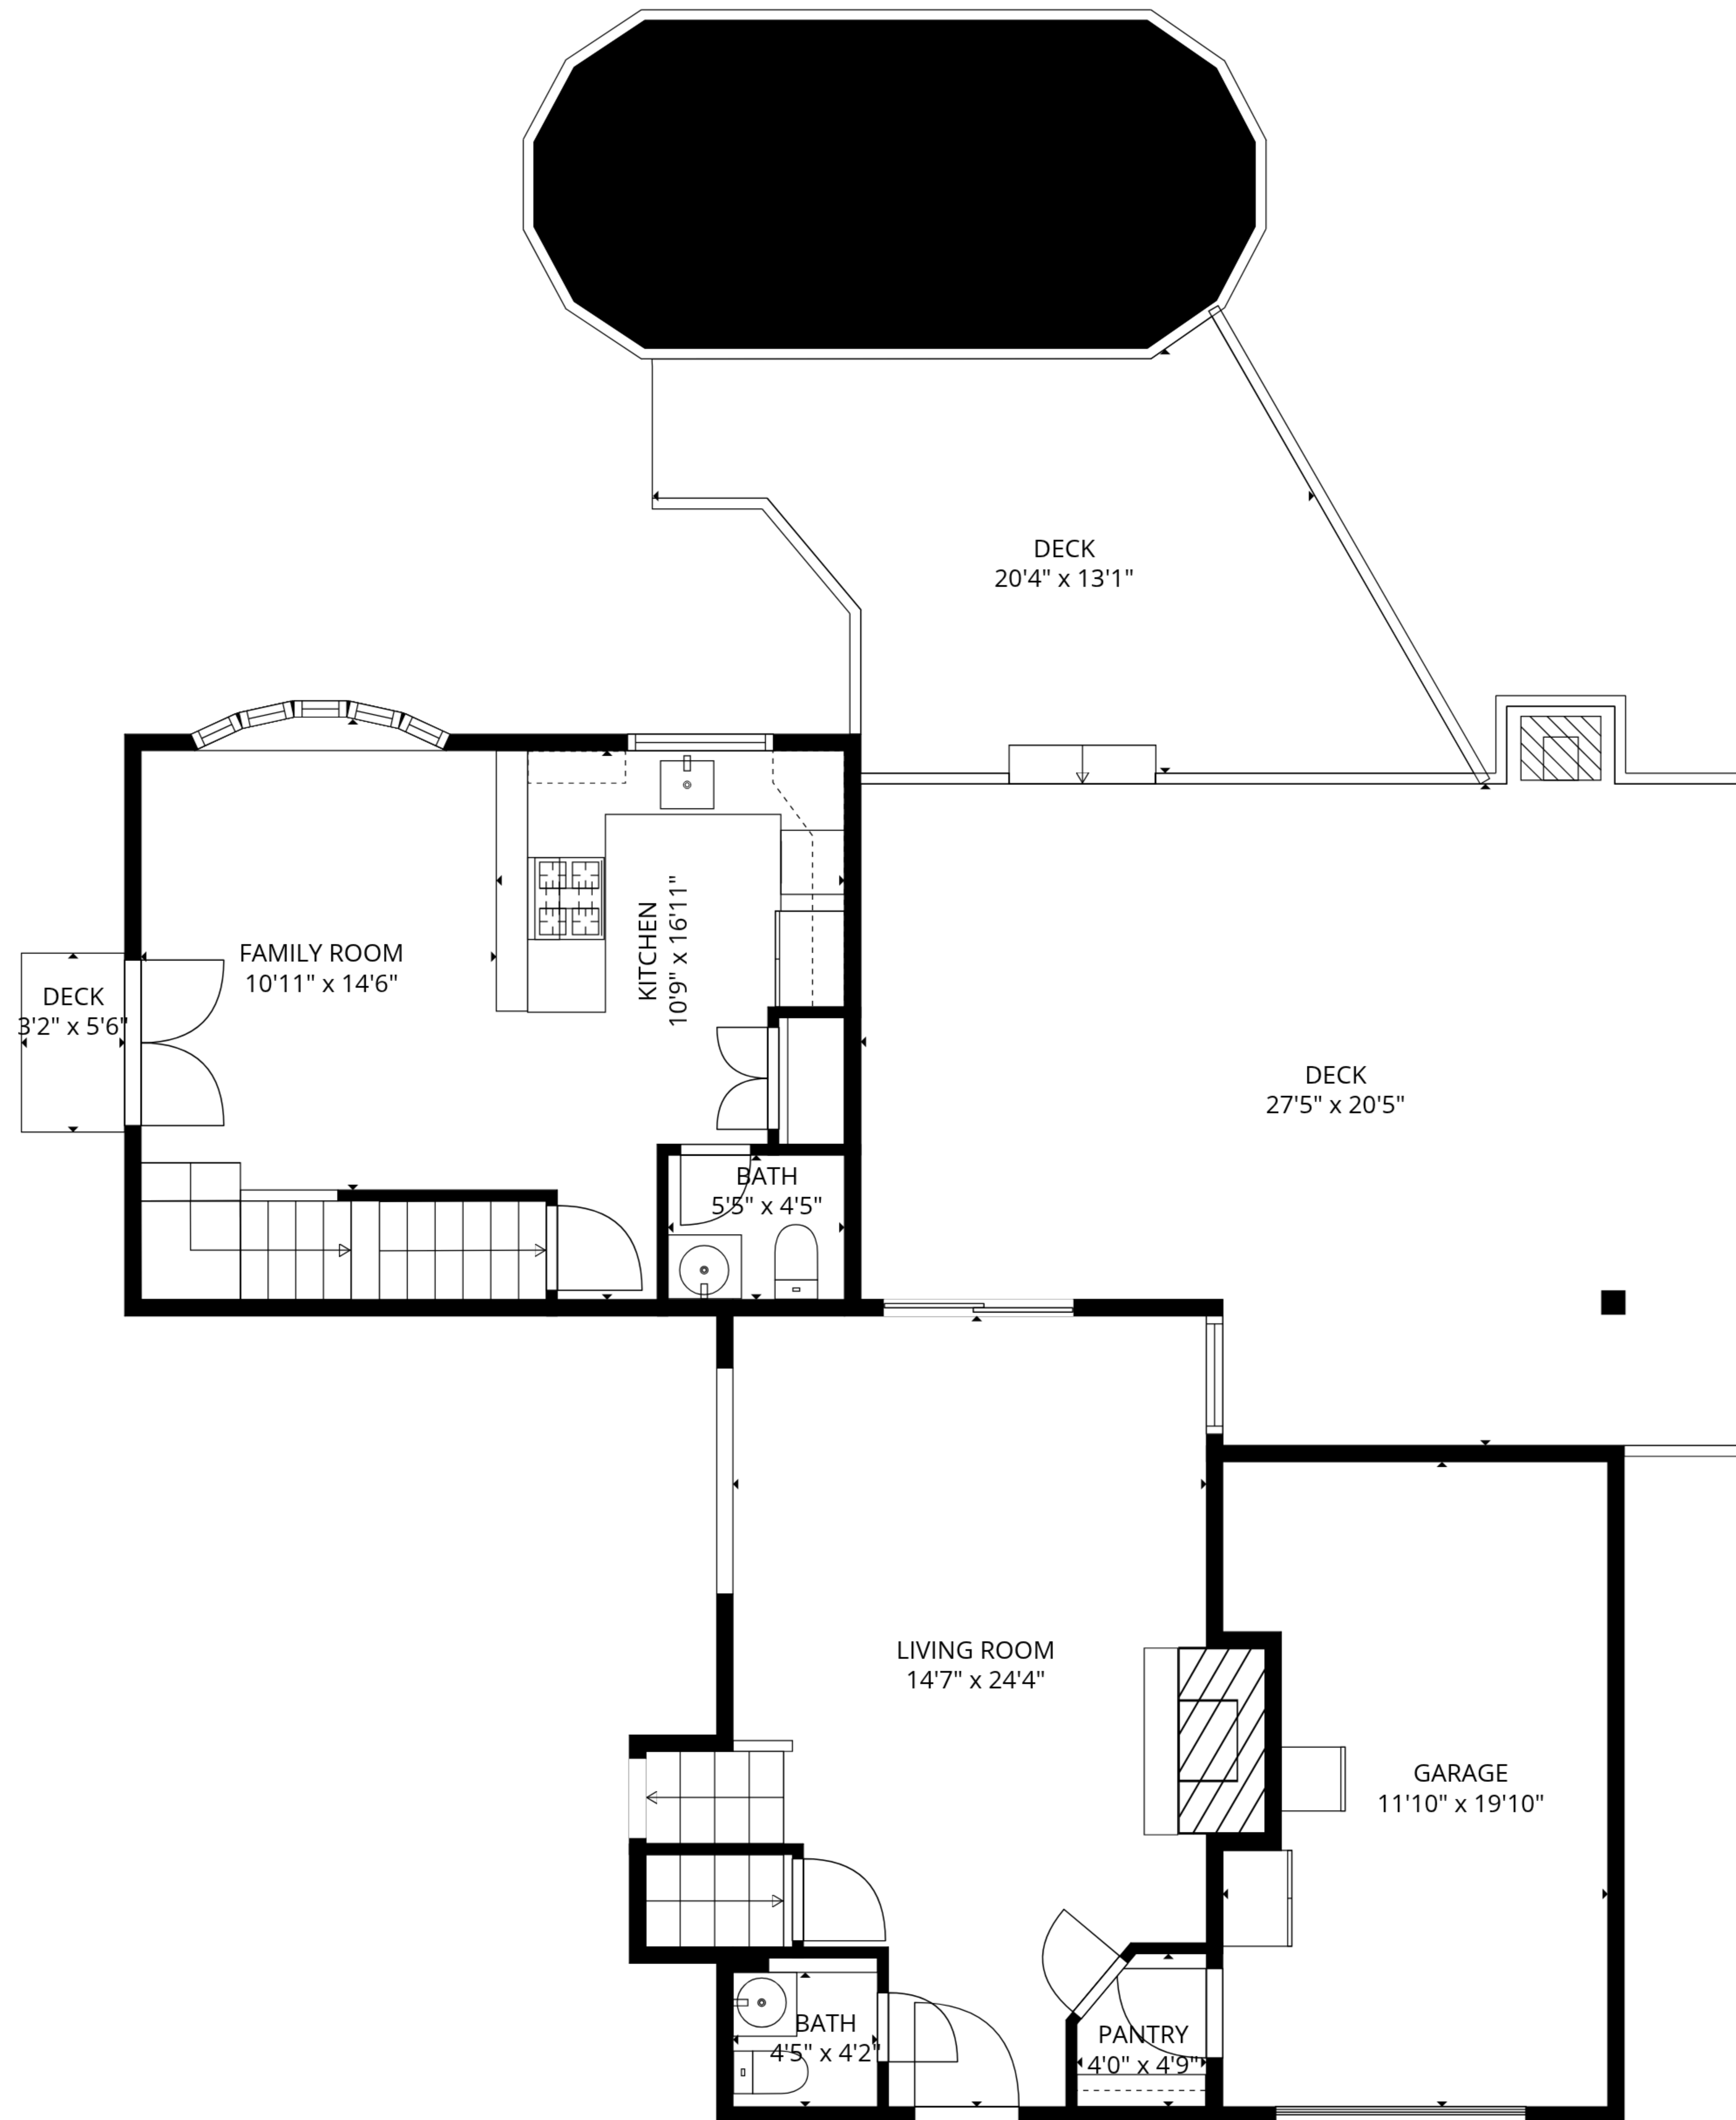 DECK
20'4" x 13'1"
FAMILY ROOM
10'11" x 14'6"
KITCHEN
10'9" x 16'11"
DECK
3'2" x 5'6"
DECK
27'5" x 20'5"
BATH
5'5" x 4'5"
LIVING ROOM
14'7" x 24'4"
GARAGE
11'10" x 19'10"
BATH
4'5" x 4'2"
PANTRY
4'0" x 4'9"